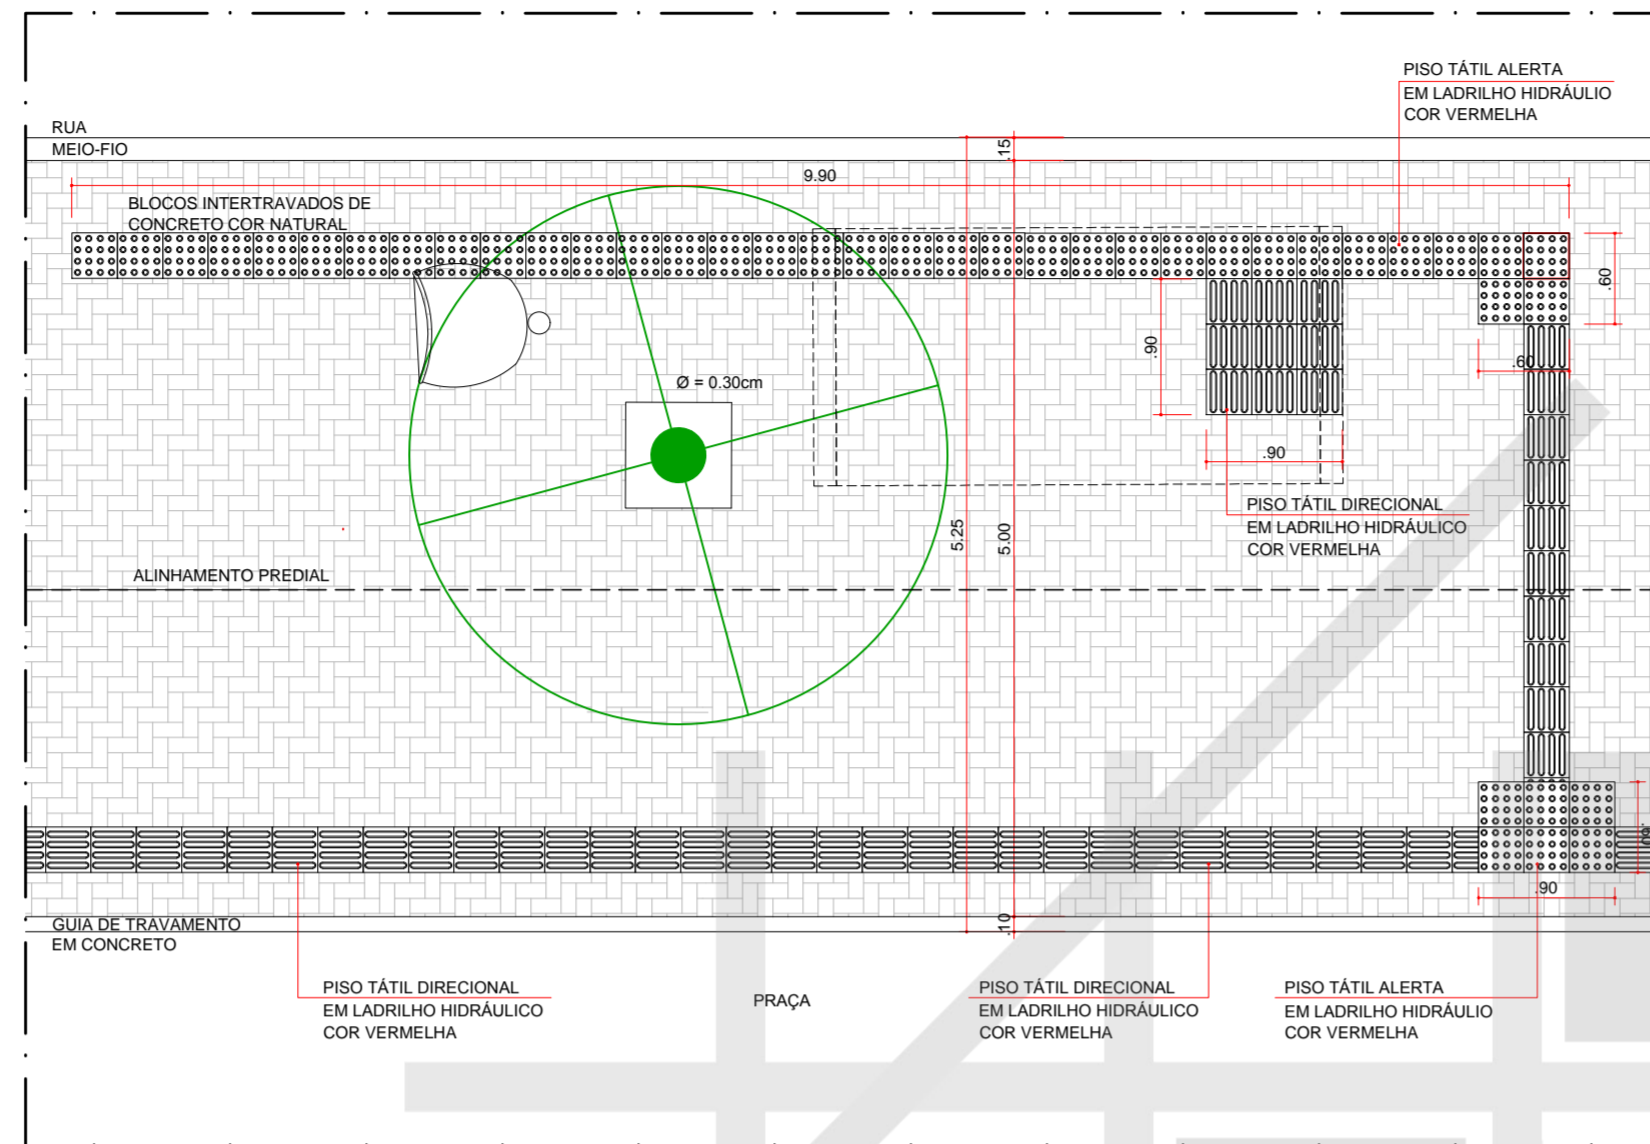 PISO TÁTIL ALERTA
EM LADRILHO HIDRÁULIO
COR VERMELHA
RUA
MEIO-FIO
.15
9.90
BLOCOS INTERTRAVADOS DE
CONCRETO COR NATURAL
.60
.90
.60
Ø = 0.30cm
.90
PISO TÁTIL DIRECIONAL
EM LADRILHO HIDRÁULICO
COR VERMELHA
5.25
5.00
ALINHAMENTO PREDIAL
.60
.90
GUIA DE TRAVAMENTO
EM CONCRETO
.10
PISO TÁTIL DIRECIONAL
EM LADRILHO HIDRÁULICO
COR VERMELHA
PRAÇA
PISO TÁTIL DIRECIONAL
EM LADRILHO HIDRÁULICO
COR VERMELHA
PISO TÁTIL ALERTA
EM LADRILHO HIDRÁULIO
COR VERMELHA